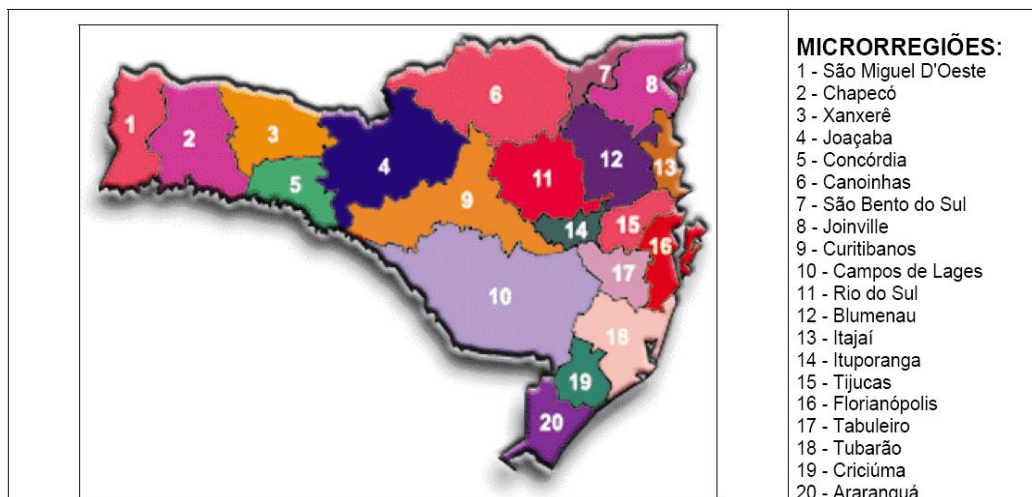 1
2
3
4
5
6
7
8
9
10
11
12
13
14
15
16
17
18
19
20
MICRORREGIÕES:
1 - São Miguel D'Oeste
2 - Chapecó
3 - Xanxerê
4 - Joaçaba
5 - Concórdia
6 - Canoinhas
7 - São Bento do Sul
8 - Joinville
9 - Curitibanos
10 - Campos de Lages
11 - Rio do Sul
12 - Blumenau
13 - Itajaí
14 - Ituporanga
15 - Tijucas
16 - Florianópolis
17 - Tabuleiro
18 - Tubarão
19 - Criciúma
20 - Araranguá